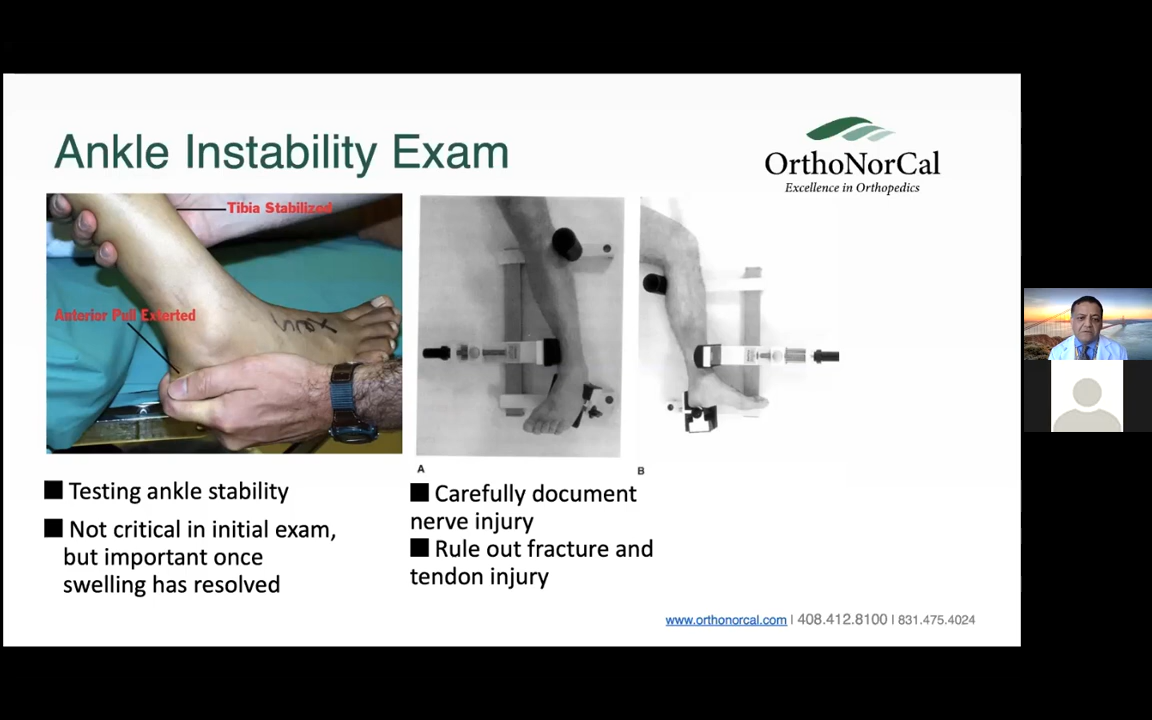 Ankle Instability Exam
OrthoNorCal
Excellence in Orthopedics
Tibia Stabilized
Anterior Pull Exerted
A
B
■ Testing ankle stability
■ Not critical in initial exam,
but important once
swelling has resolved
■ Carefully document
nerve injury
■ Rule out fracture and
tendon injury
www.orthonorcal.com | 408.412.8100 | 831.475.4024